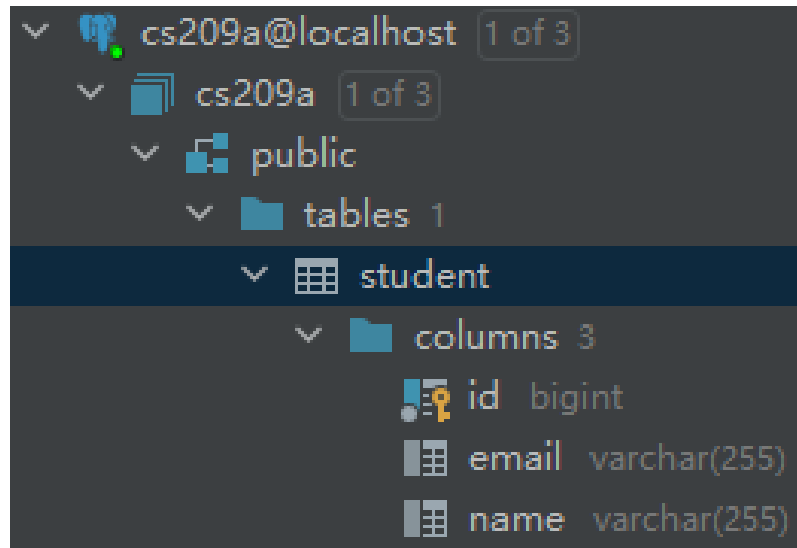 cs209a@localhost 1 of 3
cs209a 1 of 3
public
tables 1
student
columns 3
id bigint
email varchar(255)
name varchar(255)